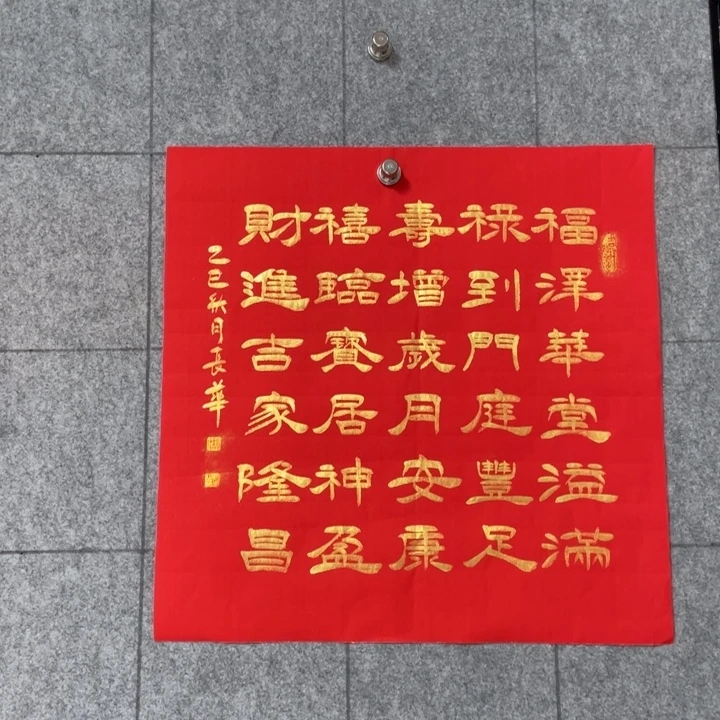 福澤華堂溢滿
禄到門庭豐足
壽增歲月安康
禧臨寶居神盈
財進吉家隆昌
乙巳秋月長華